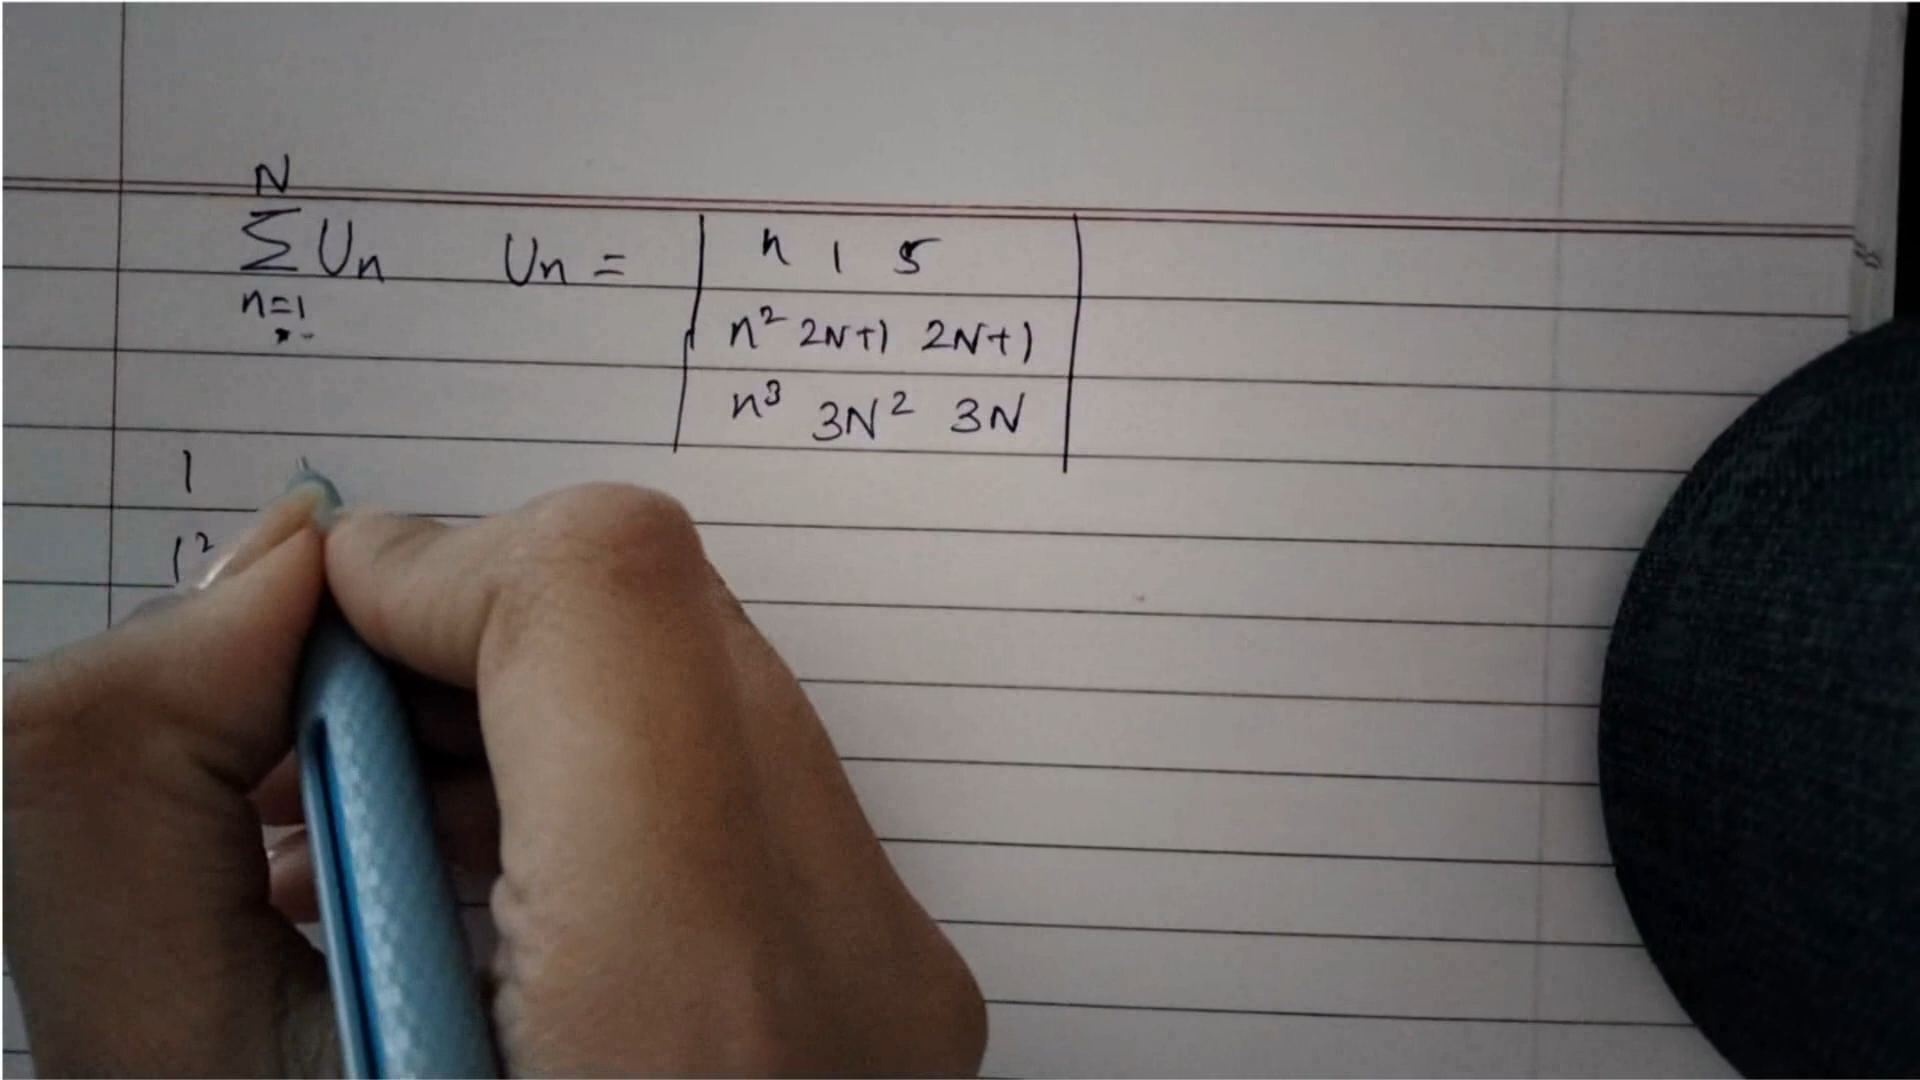 N
∑ Un   Un = | n 1 5 |
n=1
| n² 2N+1 2N+1 |
| n³ 3N² 3N |
1
1²